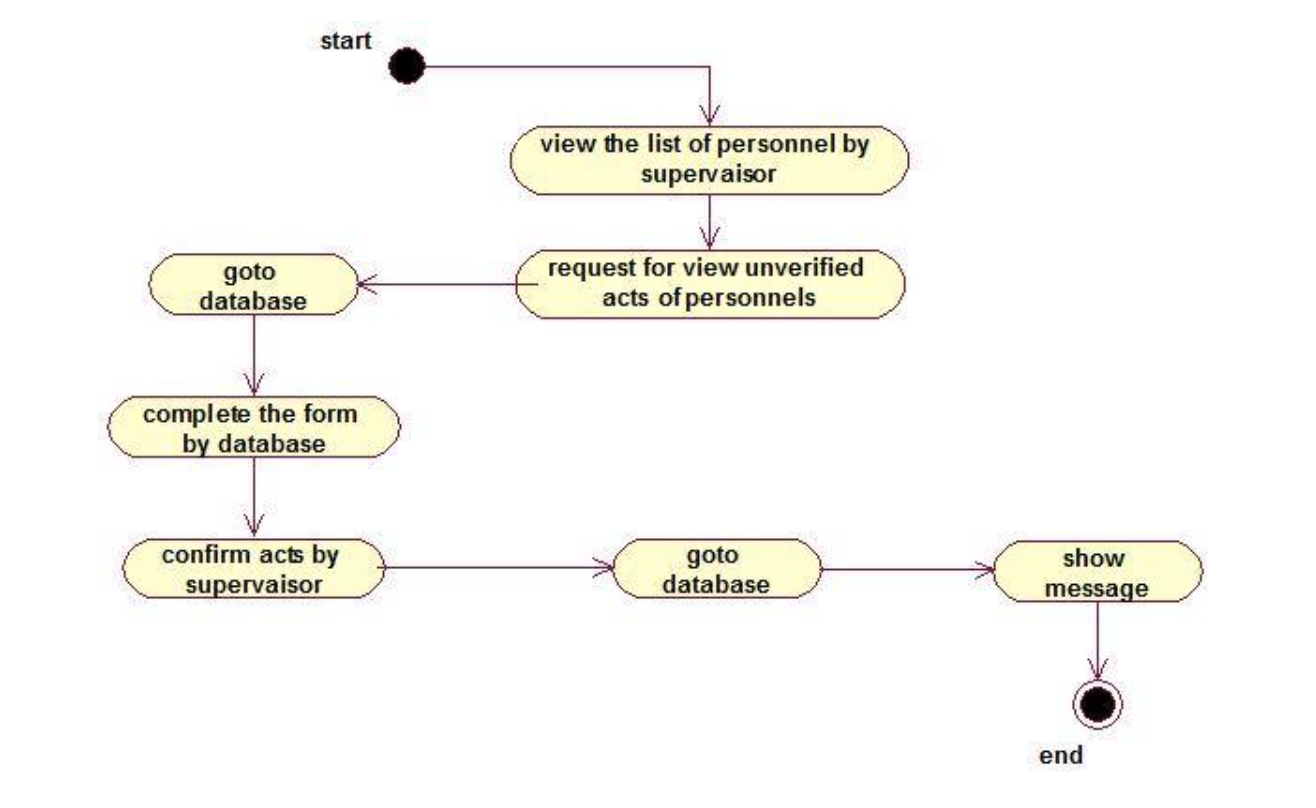 start
view the list of personnel by
supervaisor
request for view unverified
acts of personnels
goto
database
complete the form
by database
confirm acts by
supervaisor
goto
database
show
message
end